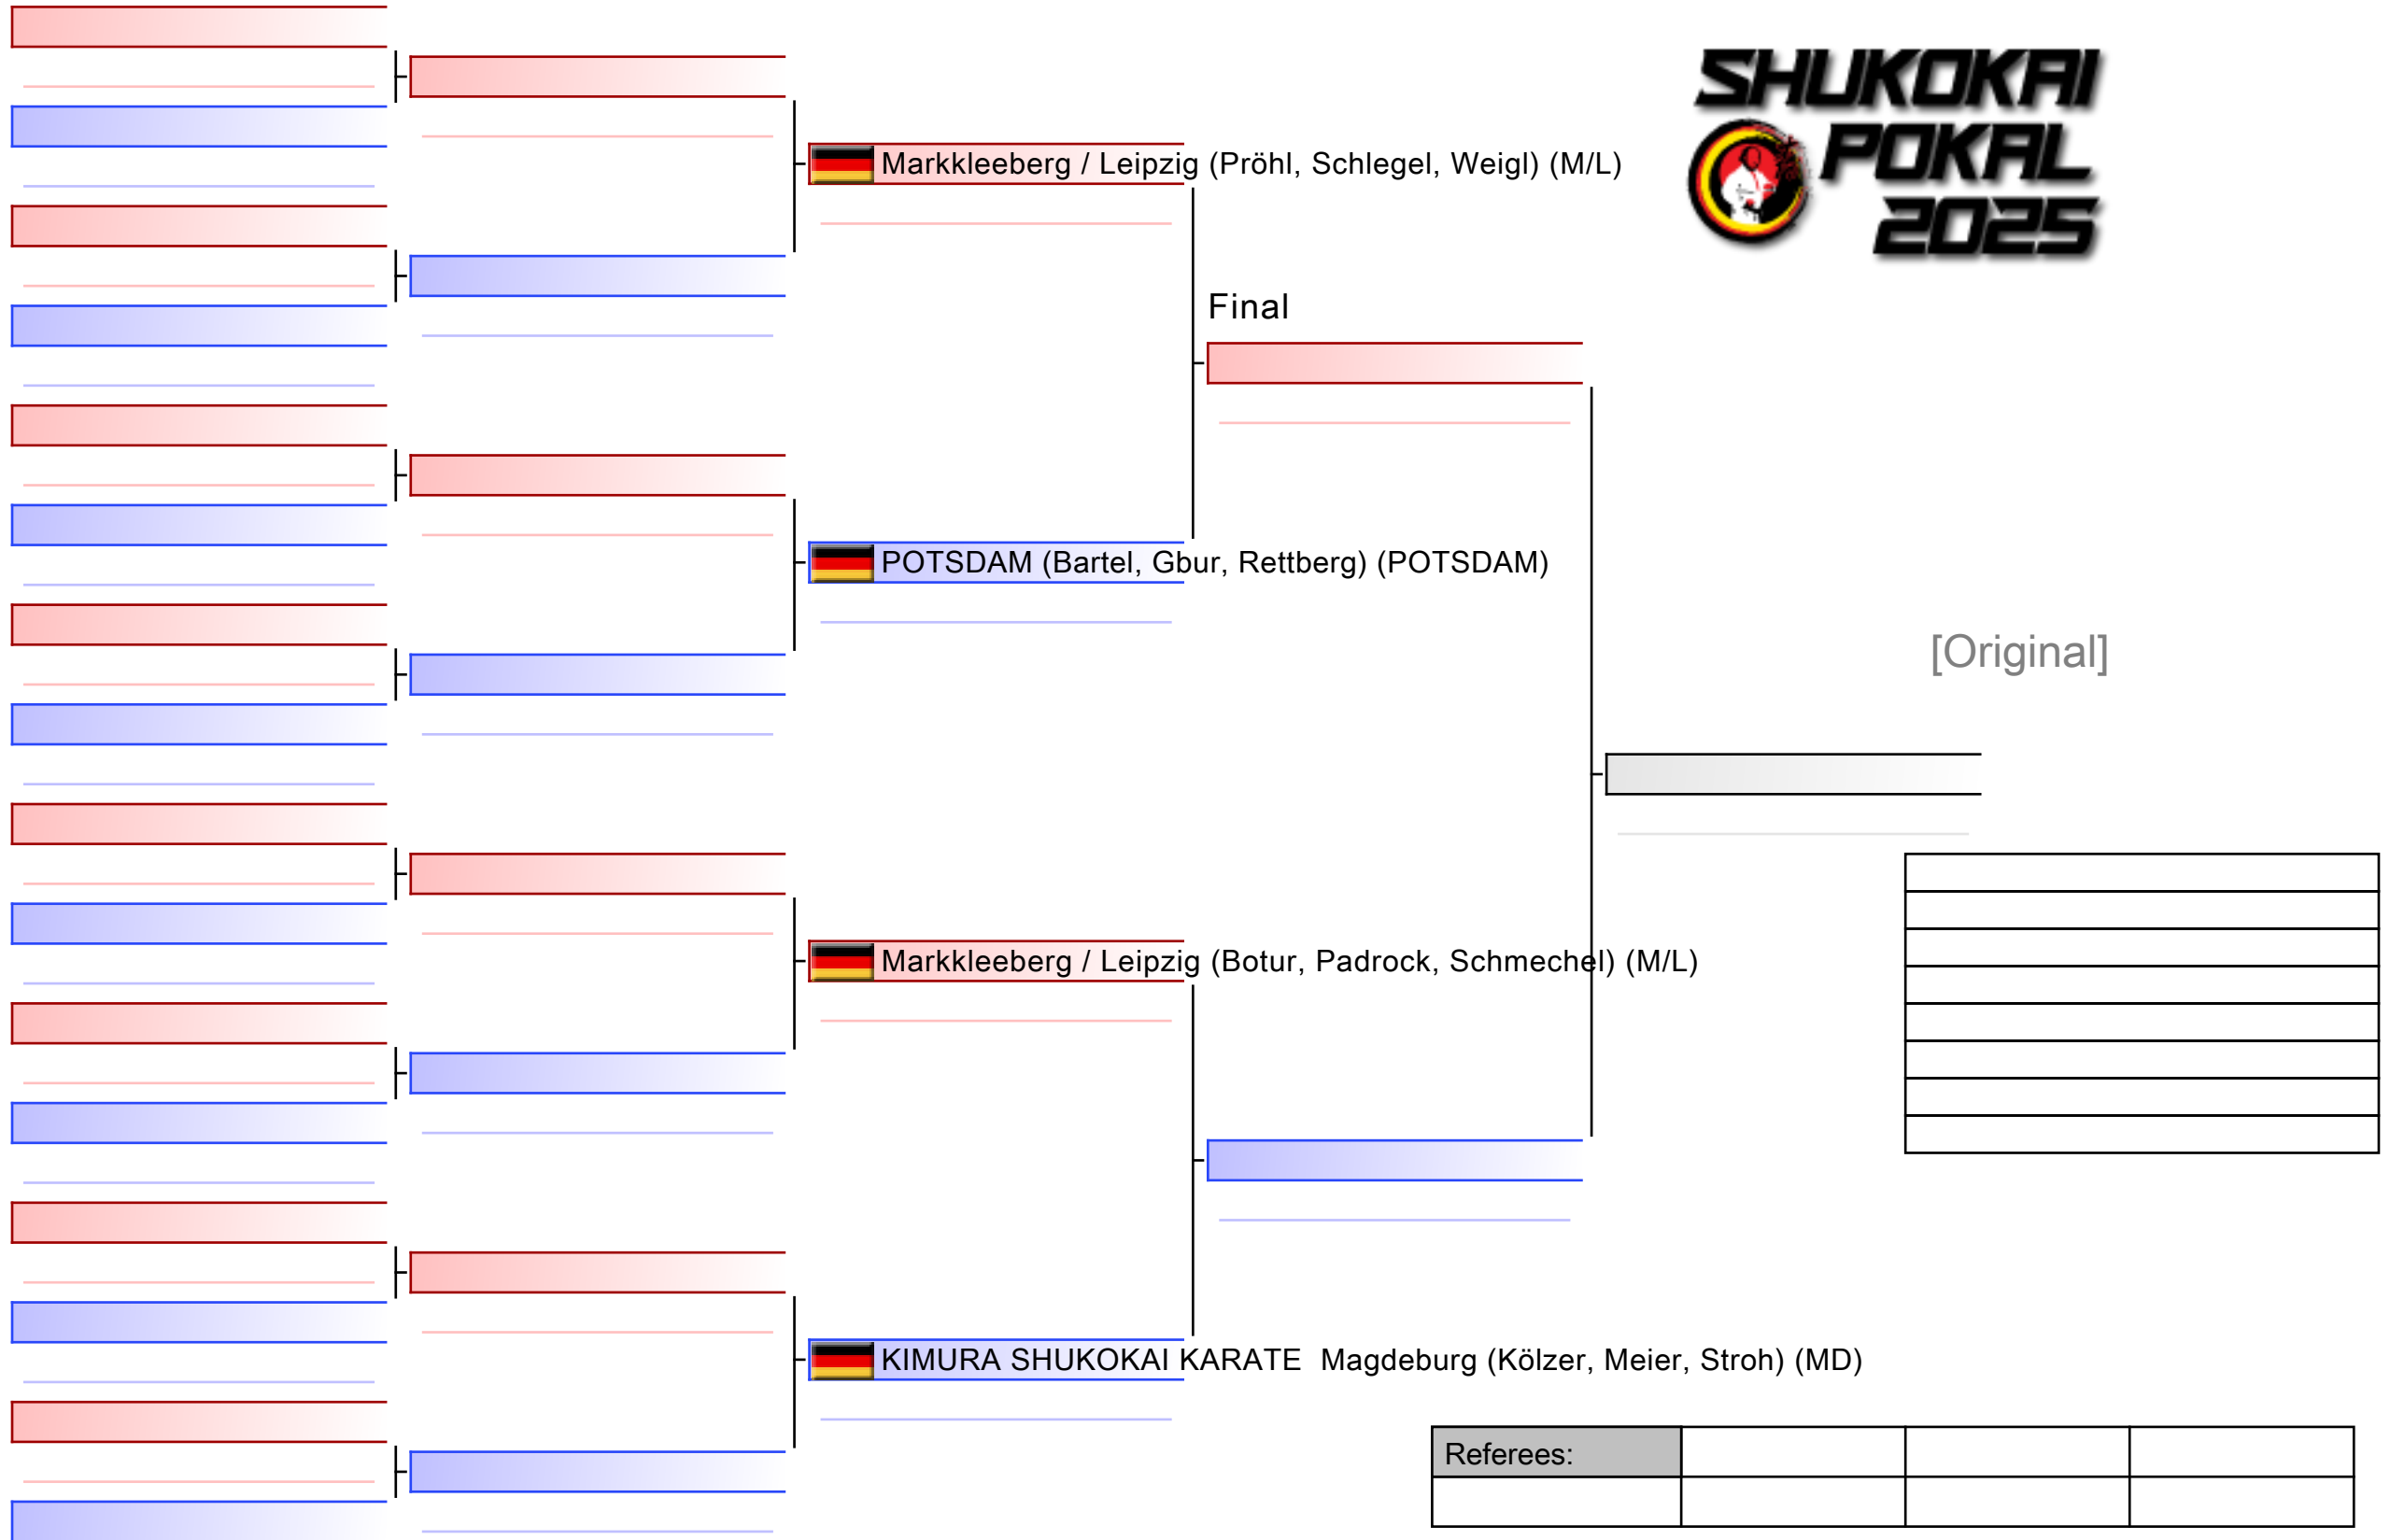 SHUKOKAI
POKAL
2025
Markkleeberg / Leipzig (Pröhl, Schlegel, Weigl) (M/L)
Final
POTSDAM (Bartel, Gbur, Rettberg) (POTSDAM)
[Original]
Markkleeberg / Leipzig (Botur, Padrock, Schmechel) (M/L)
KIMURA SHUKOKAI KARATE  Magdeburg (Kölzer, Meier, Stroh) (MD)
Referees: